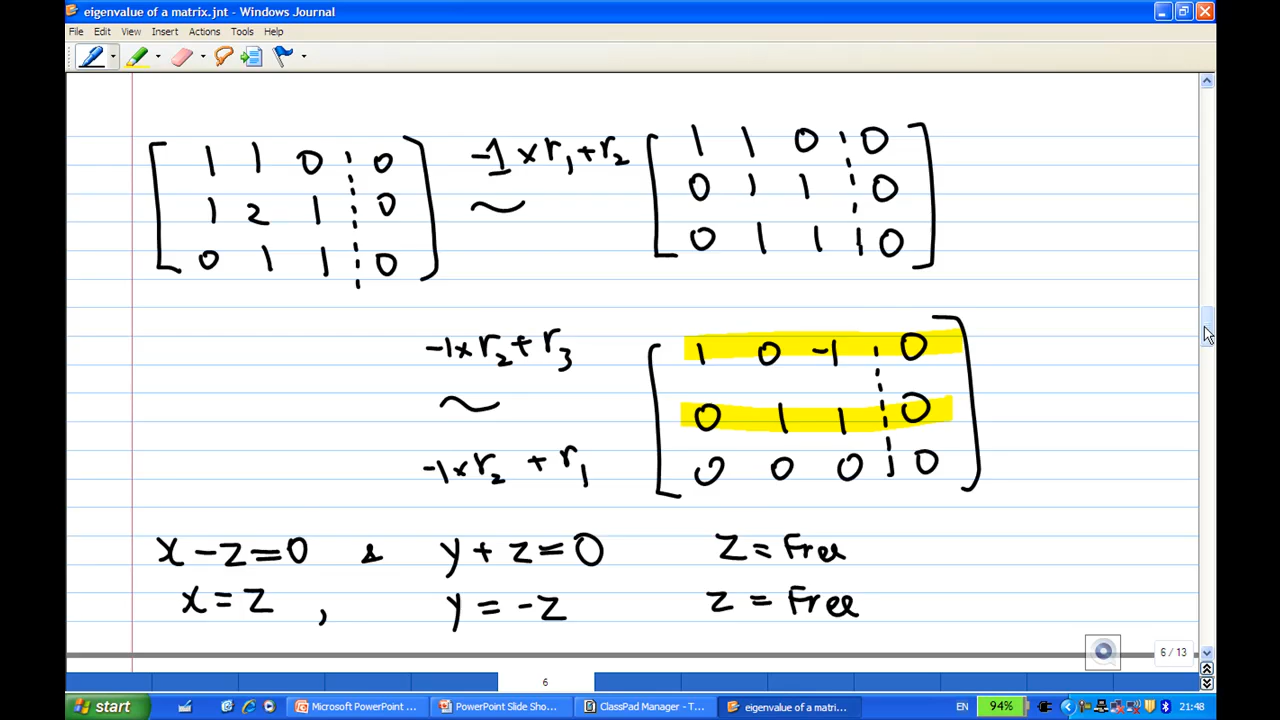 eigenvalue of a matrix.jnt - Windows Journal
File Edit View Insert Actions Tools Help
1 1 0 0
1 2 1 0
0 1 1 0
-1 × r₁ + r₂
~
1 1 0 0
0 1 1 0
0 1 1 0
-1 × r₂ + r₃
~
-1 × r₂ + r₁
1 0 -1 0
0 1 1 0
0 0 0 0
x - z = 0 & y + z = 0 z = Free
x = z , y = -z z = Free
6 / 13
6
start Microsoft PowerPoint ... PowerPoint Slide Sho... ClassPad Manager - T... eigenvalue of a matri... EN 94% 21:48